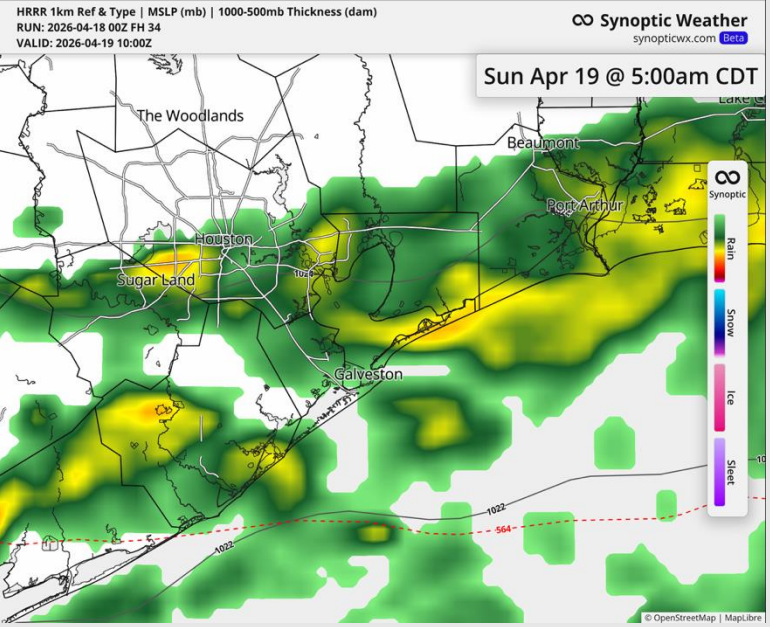 HRRR 1km Ref & Type | MSLP (mb) | 1000-500mb Thickness (dam)
RUN: 2026-04-18 00Z FH 34
VALID: 2026-04-19 10:00Z
Synoptic Weather
synopticwx.com Beta
Sun Apr 19 @ 5:00am CDT
The Woodlands
Beaumont
Port Arthur
Houston
Sugar Land
Galveston
1022
564
1022
Synoptic
Rain
Snow
Ice
Sleet
© OpenStreetMap | MapLibre